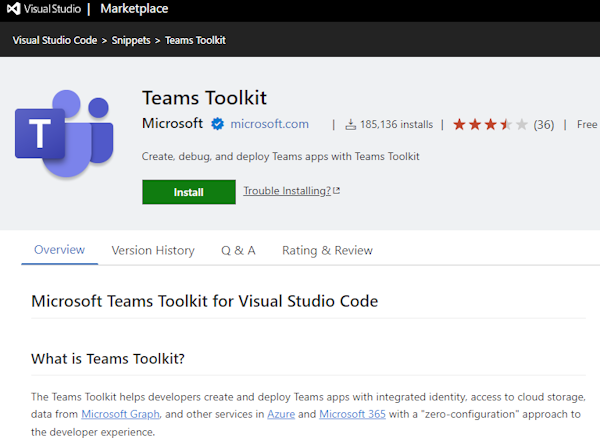 Visual Studio | Marketplace
Visual Studio Code > Snippets > Teams Toolkit
T
Teams Toolkit
Microsoft microsoft.com | 185,136 installs | (36) | Free
Create, debug, and deploy Teams apps with Teams Toolkit
Install Trouble Installing?
Overview Version History Q & A Rating & Review
Microsoft Teams Toolkit for Visual Studio Code
What is Teams Toolkit?
The Teams Toolkit helps developers create and deploy Teams apps with integrated identity, access to cloud storage,
data from Microsoft Graph, and other services in Azure and Microsoft 365 with a "zero-configuration" approach to
the developer experience.